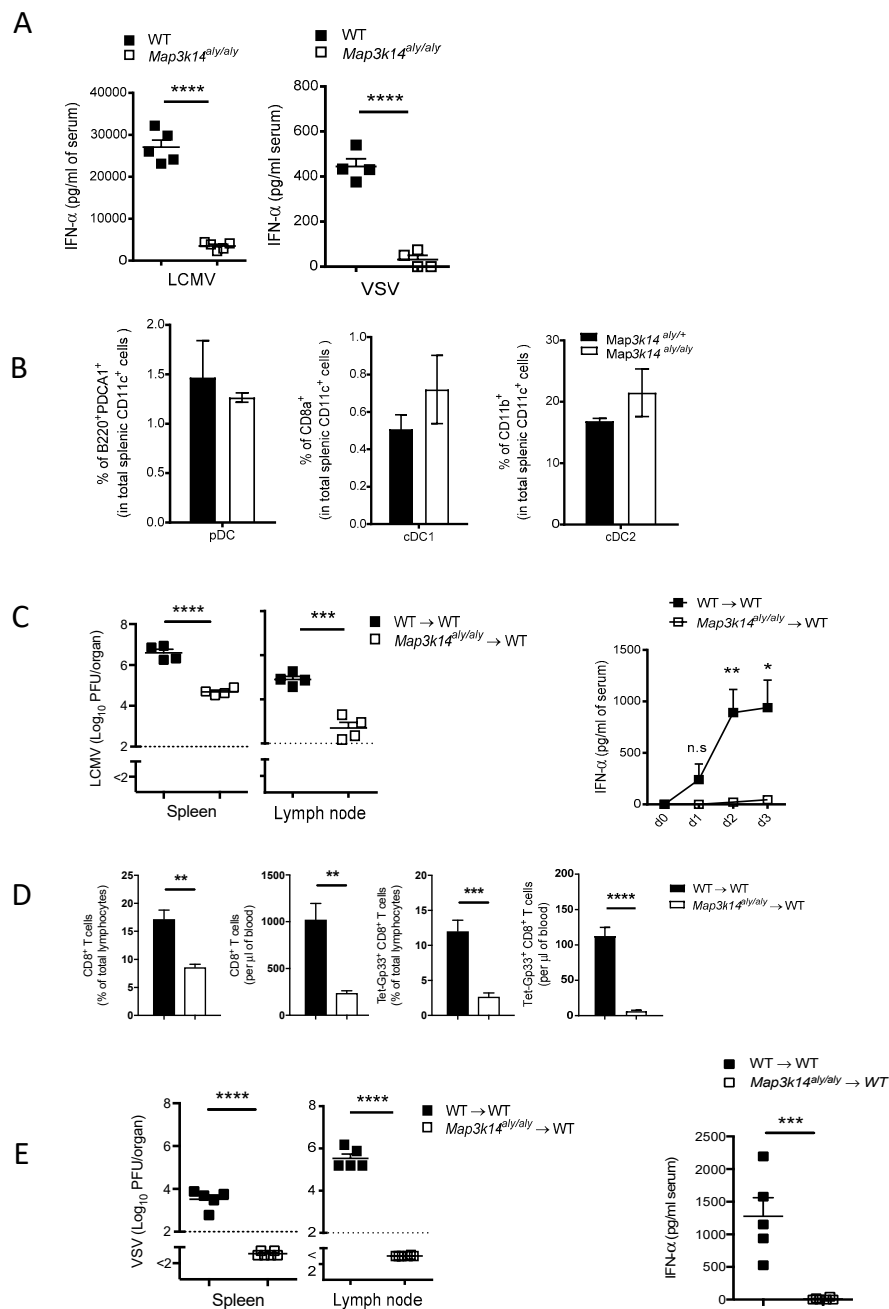 A
WT
Map3k14aly/aly
WT
Map3k14aly/aly
IFN-α (pg/ml of serum)
40000
30000
20000
10000
0
****
LCMV
IFN-α (pg/ml of serum)
800
600
400
200
0
****
VSV
B
% of B220+PDCA1+
(in total splenic CD11c+ cells )
2.0
1.5
1.0
0.5
0.0
pDC
% of CD8a+
(in total splenic CD11c+ cells )
1.0
0.8
0.6
0.4
0.2
0.0
cDC1
% of CD11b+
(in total splenic CD11c+ cells )
30
20
10
0
cDC2
Map3k14 aly/+
Map3k14 aly/aly
C
LCMV (Log10 PFU/organ)
8
6
4
2
<2
****
Spleen
***
Lymph node
WT → WT
Map3k14aly/aly → WT
WT → WT
Map3k14aly/aly → WT
IFN-α (pg/ml of serum)
1500
1000
500
0
n.s
**
*
d0
d1
d2
d3
D
CD8+ T cells
(% of total lymphocytes)
25
20
15
10
5
0
**
CD8+ T cells
(per µl of blood)
1500
1000
500
0
**
Tet-Gp33+ CD8+ T cells
(% of total lymphocytes)
20
15
10
5
0
***
Tet-Gp33+ CD8+ T cells
(per µl of blood)
200
150
100
50
0
****
WT → WT
Map3k14aly/aly → WT
E
VSV (Log10 PFU/organ)
8
6
4
2
<2
****
Spleen
8
6
4
2
<
2
****
Lymph node
WT → WT
Map3k14aly/aly → WT
WT → WT
Map3k14aly/aly → WT
IFN-α (pg/ml serum)
2500
2000
1500
1000
500
0
***